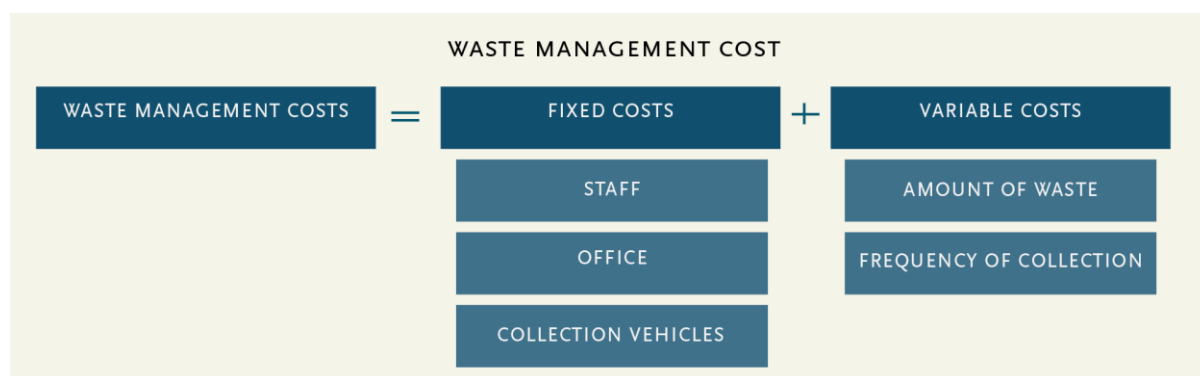 WASTE MANAGEMENT COST
WASTE MANAGEMENT COSTS = FIXED COSTS + VARIABLE COSTS
STAFF
OFFICE
COLLECTION VEHICLES
AMOUNT OF WASTE
FREQUENCY OF COLLECTION